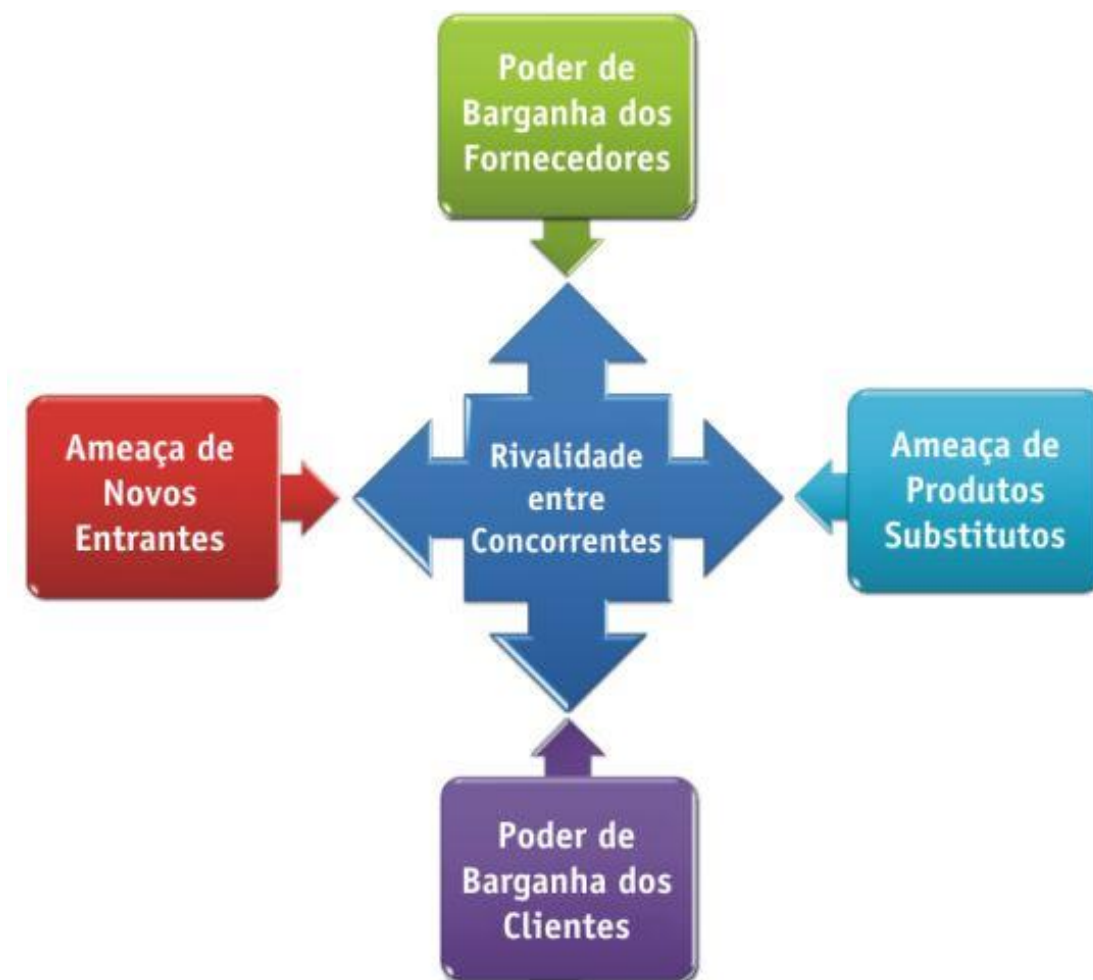 Poder de
Barganha dos
Fornecedores
Ameaça de
Novos
Entrantes
Rivalidade
entre
Concorrentes
Ameaça de
Produtos
Substitutos
Poder de
Barganha dos
Clientes